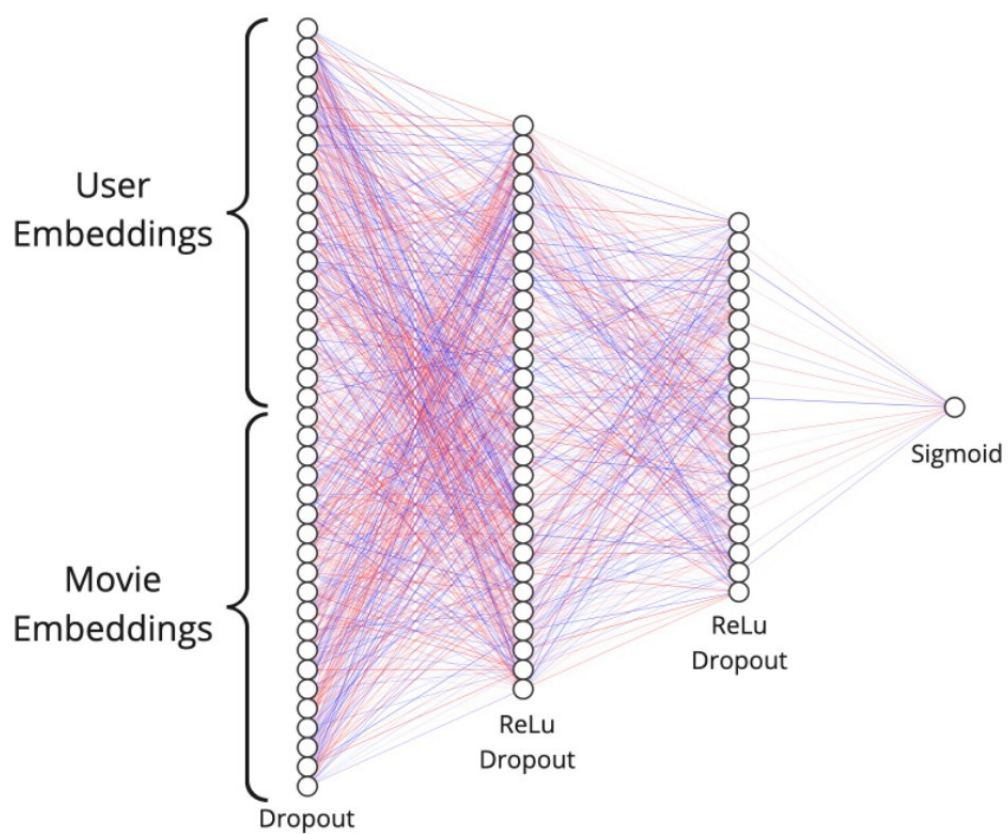 User
Embeddings
Movie
Embeddings
Dropout
ReLu
Dropout
ReLu
Dropout
Sigmoid